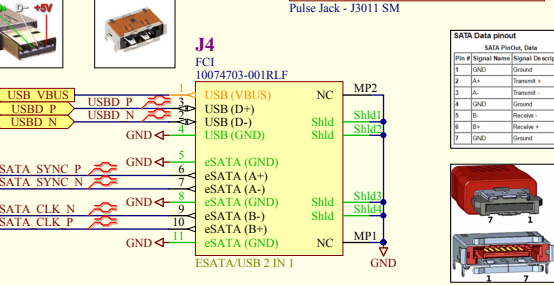 D- +5V
Pulse Jack - J3011 SM
J4
FCI
10074703-001RLF
USB VBUS 1 USB (VBUS) NC MP2
USB P USBD P 3 USB (D+)
USBD N USBD N 2 USB (D-) Shld Shld1
GND 4 USB (GND) Shld Shld2
GND 5 eSATA (GND)
SATA SYNC P 6 eSATA (A+)
SATA SYNC N 7 eSATA (A-)
GND 8 eSATA (GND) Shld Shld3
SATA CLK N 9 eSATA (B-) Shld Shld4
SATA CLK P 10 eSATA (B+)
GND 11 eSATA (GND) NC MP1
ESATA/USB 2 IN 1
GND
SATA Data pinout
SATA PinOut, Data
Pin # Signal Name Signal Descrip
1 GND Ground
2 A+ Transmit +
3 A- Transmit -
4 GND Ground
5 B- Receive -
6 B+ Receive +
7 GND Ground
7 1
1 7